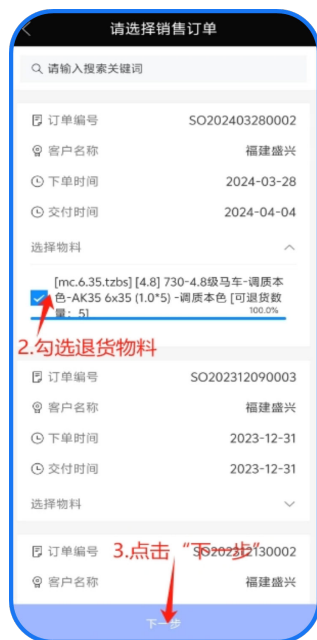 请选择销售订单
请输入搜索关键词
订单编号 SO202403280002
客户名称 福建盛兴
下单时间 2024-03-28
交付时间 2024-04-04
选择物料
[mc.6.35.tzbs] [4.8] 730-4.8级马车-调质本
色-AK35 6x35 (1.0*5) -调质本色 [可退货数
量: 5]
100.0%
2.勾选退货物料
订单编号 SO202312090003
客户名称 福建盛兴
下单时间 2023-12-31
交付时间 2023-12-31
选择物料
订单编号 SO202312130002
3.点击“下一步”
客户名称 福建盛兴
下一步